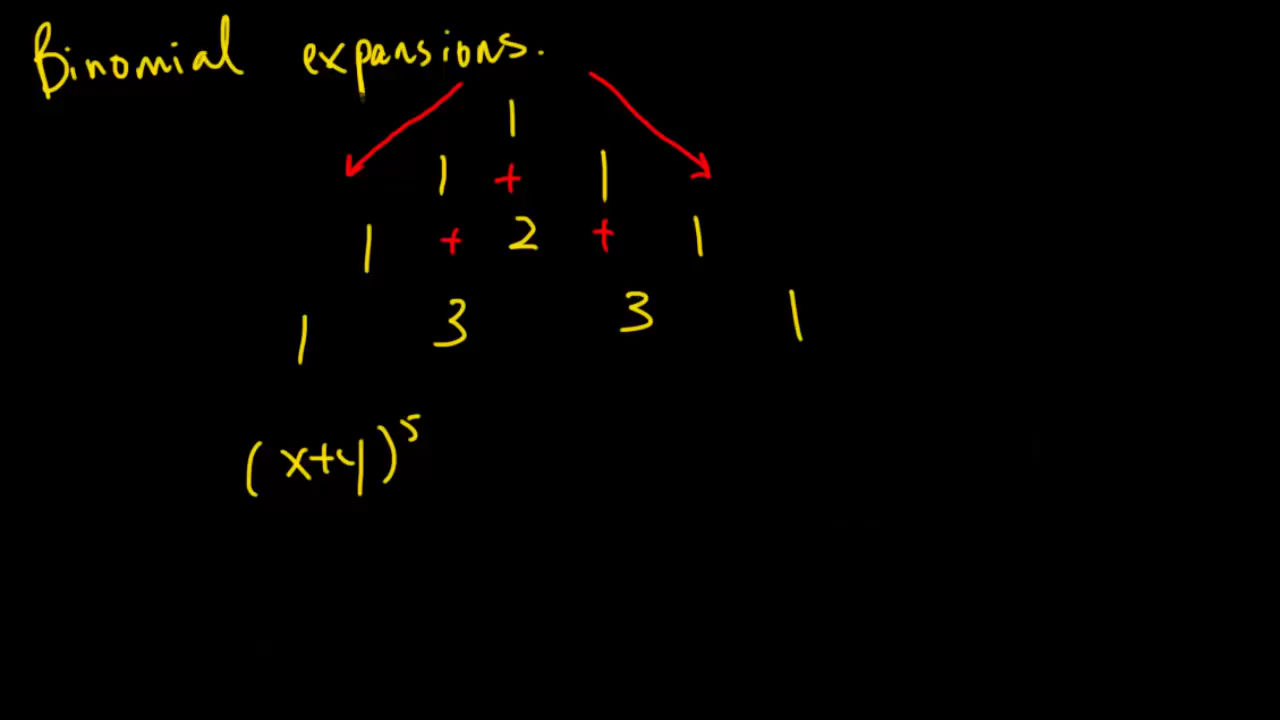 Binomial expansions.
1
1 + 1
1 + 2 + 1
1 3 3 1
(x+y)⁵